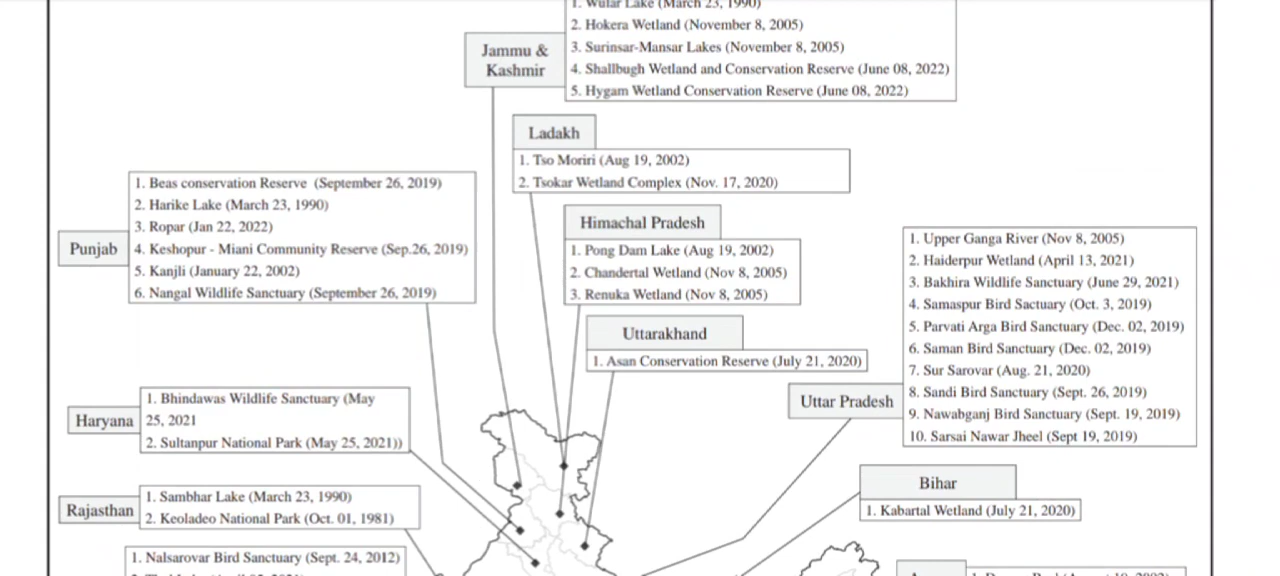 1. Wular Lake (March 23, 1990)
2. Hokera Wetland (November 8, 2005)
Jammu &
Kashmir
3. Surinsar-Mansar Lakes (November 8, 2005)
4. Shallbugh Wetland and Conservation Reserve (June 08, 2022)
5. Hygam Wetland Conservation Reserve (June 08, 2022)
Ladakh
1. Tso Moriri (Aug 19, 2002)
2. Tsokar Wetland Complex (Nov. 17, 2020)
Punjab
1. Beas conservation Reserve (September 26, 2019)
2. Harike Lake (March 23, 1990)
3. Ropar (Jan 22, 2022)
4. Keshopur - Miani Community Reserve (Sep.26, 2019)
5. Kanjli (January 22, 2002)
6. Nangal Wildlife Sanctuary (September 26, 2019)
Himachal Pradesh
1. Pong Dam Lake (Aug 19, 2002)
2. Chandertal Wetland (Nov 8, 2005)
3. Renuka Wetland (Nov 8, 2005)
Uttarakhand
1. Asan Conservation Reserve (July 21, 2020)
Uttar Pradesh
1. Upper Ganga River (Nov 8, 2005)
2. Haiderpur Wetland (April 13, 2021)
3. Bakhira Wildlife Sanctuary (June 29, 2021)
4. Samaspur Bird Sactuary (Oct. 3, 2019)
5. Parvati Arga Bird Sanctuary (Dec. 02, 2019)
6. Saman Bird Sanctuary (Dec. 02, 2019)
7. Sur Sarovar (Aug. 21, 2020)
8. Sandi Bird Sanctuary (Sept. 26, 2019)
9. Nawabganj Bird Sanctuary (Sept. 19, 2019)
10. Sarsai Nawar Jheel (Sept 19, 2019)
Haryana
1. Bhindawas Wildlife Sanctuary (May
25, 2021
2. Sultanpur National Park (May 25, 2021))
Bihar
1. Kabartal Wetland (July 21, 2020)
Rajasthan
1. Sambhar Lake (March 23, 1990)
2. Keoladeo National Park (Oct. 01, 1981)
1. Nalsarovar Bird Sanctuary (Sept. 24, 2012)